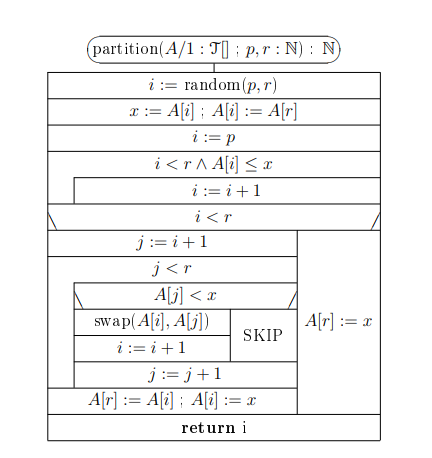 partition(A/1 : 𝒯[] ; p, r : ℕ) : ℕ
i := random(p, r)
x := A[i] ; A[i] := A[r]
i := p
i < r ∧ A[i] ≤ x
i := i + 1
i < r
j := i + 1
j < r
A[j] < x
swap(A[i], A[j])
SKIP
A[r] := x
i := i + 1
j := j + 1
A[r] := A[i] ; A[i] := x
return i